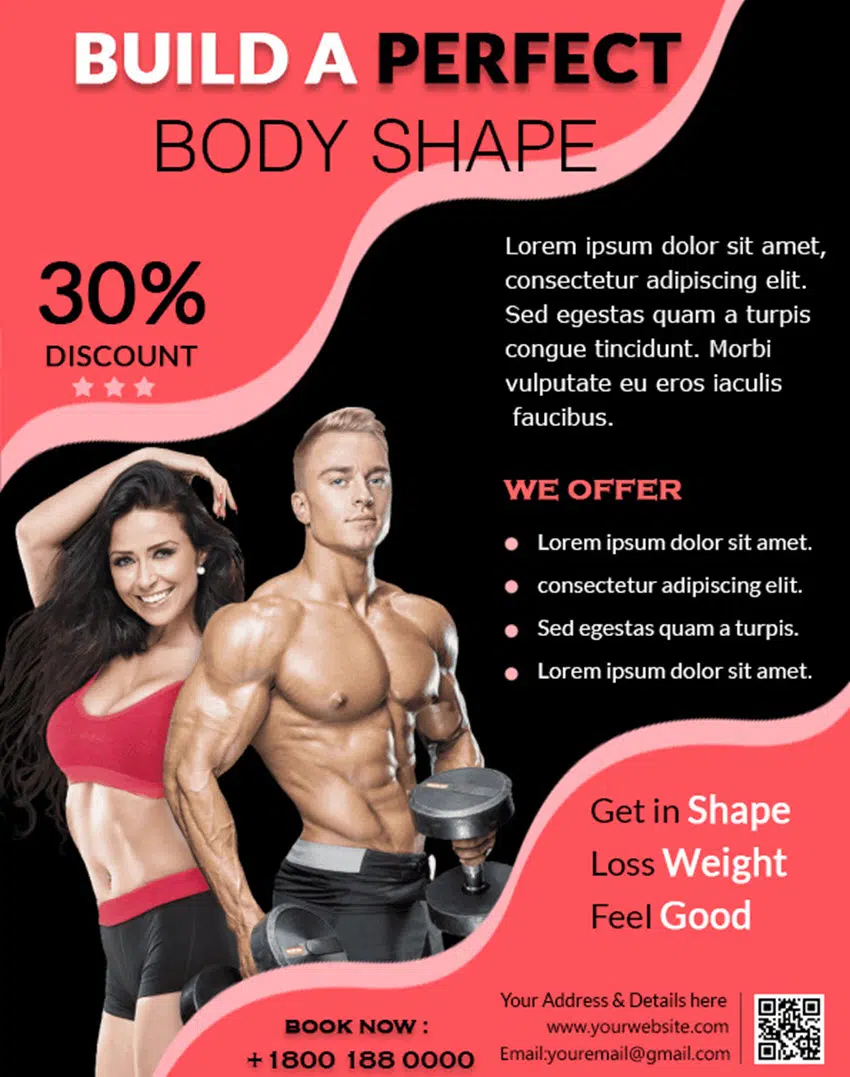 BUILD A PERFECT
BODY SHAPE
30%
DISCOUNT
Lorem ipsum dolor sit amet,
consectetur adipiscing elit.
Sed egestas quam a turpis
congue tincidunt. Morbi
vulputate eu eros iaculis
faucibus.
WE OFFER
Lorem ipsum dolor sit amet.
consectetur adipiscing elit.
Sed egestas quam a turpis.
Lorem ipsum dolor sit amet.
Get in Shape
Loss Weight
Feel Good
BOOK NOW :
+1800 188 0000
Your Address & Details here
www.yourwebsite.com
Email:youremail@gmail.com